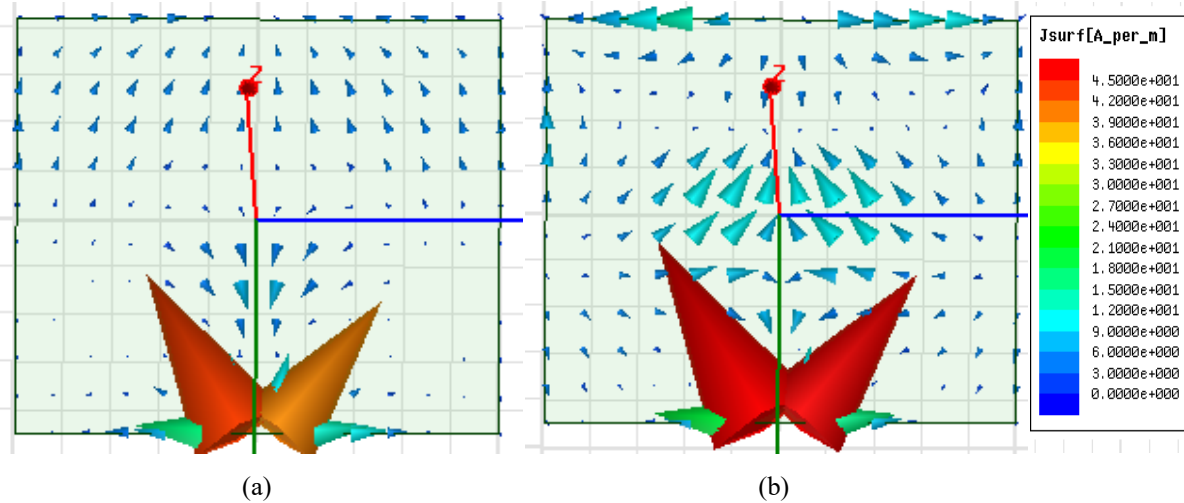 Z
Z
Jsurf[A_per_m]
4.5000e+001
4.2000e+001
3.9000e+001
3.6000e+001
3.3000e+001
3.0000e+001
2.7000e+001
2.4000e+001
2.1000e+001
1.8000e+001
1.5000e+001
1.2000e+001
9.0000e+000
6.0000e+000
3.0000e+000
0.0000e+000
(a)
(b)